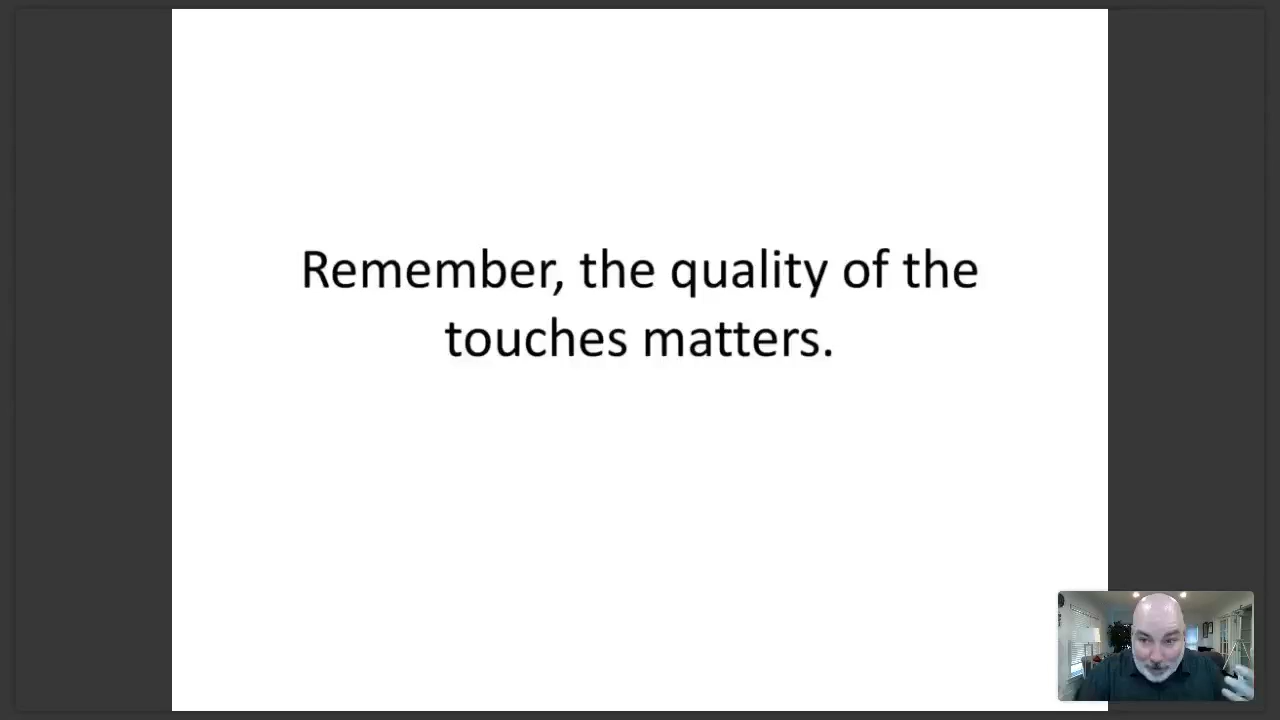 Remember, the quality of the
touches matters.